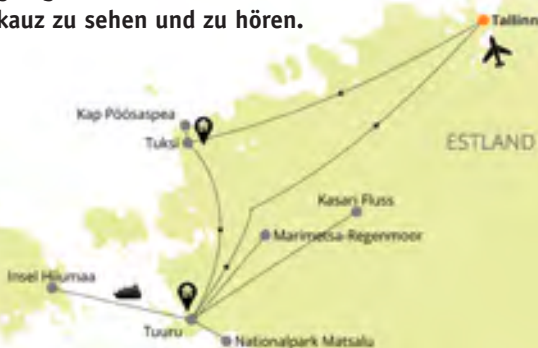 kauz zu sehen und zu hören.
Tallinn
Kap Põõsaspea
Tuksi
ESTLAND
Kasari Fluss
Marimetsa-Regenmoor
Insel Hiiumaa
Tuuru
Nationalpark Matsalu